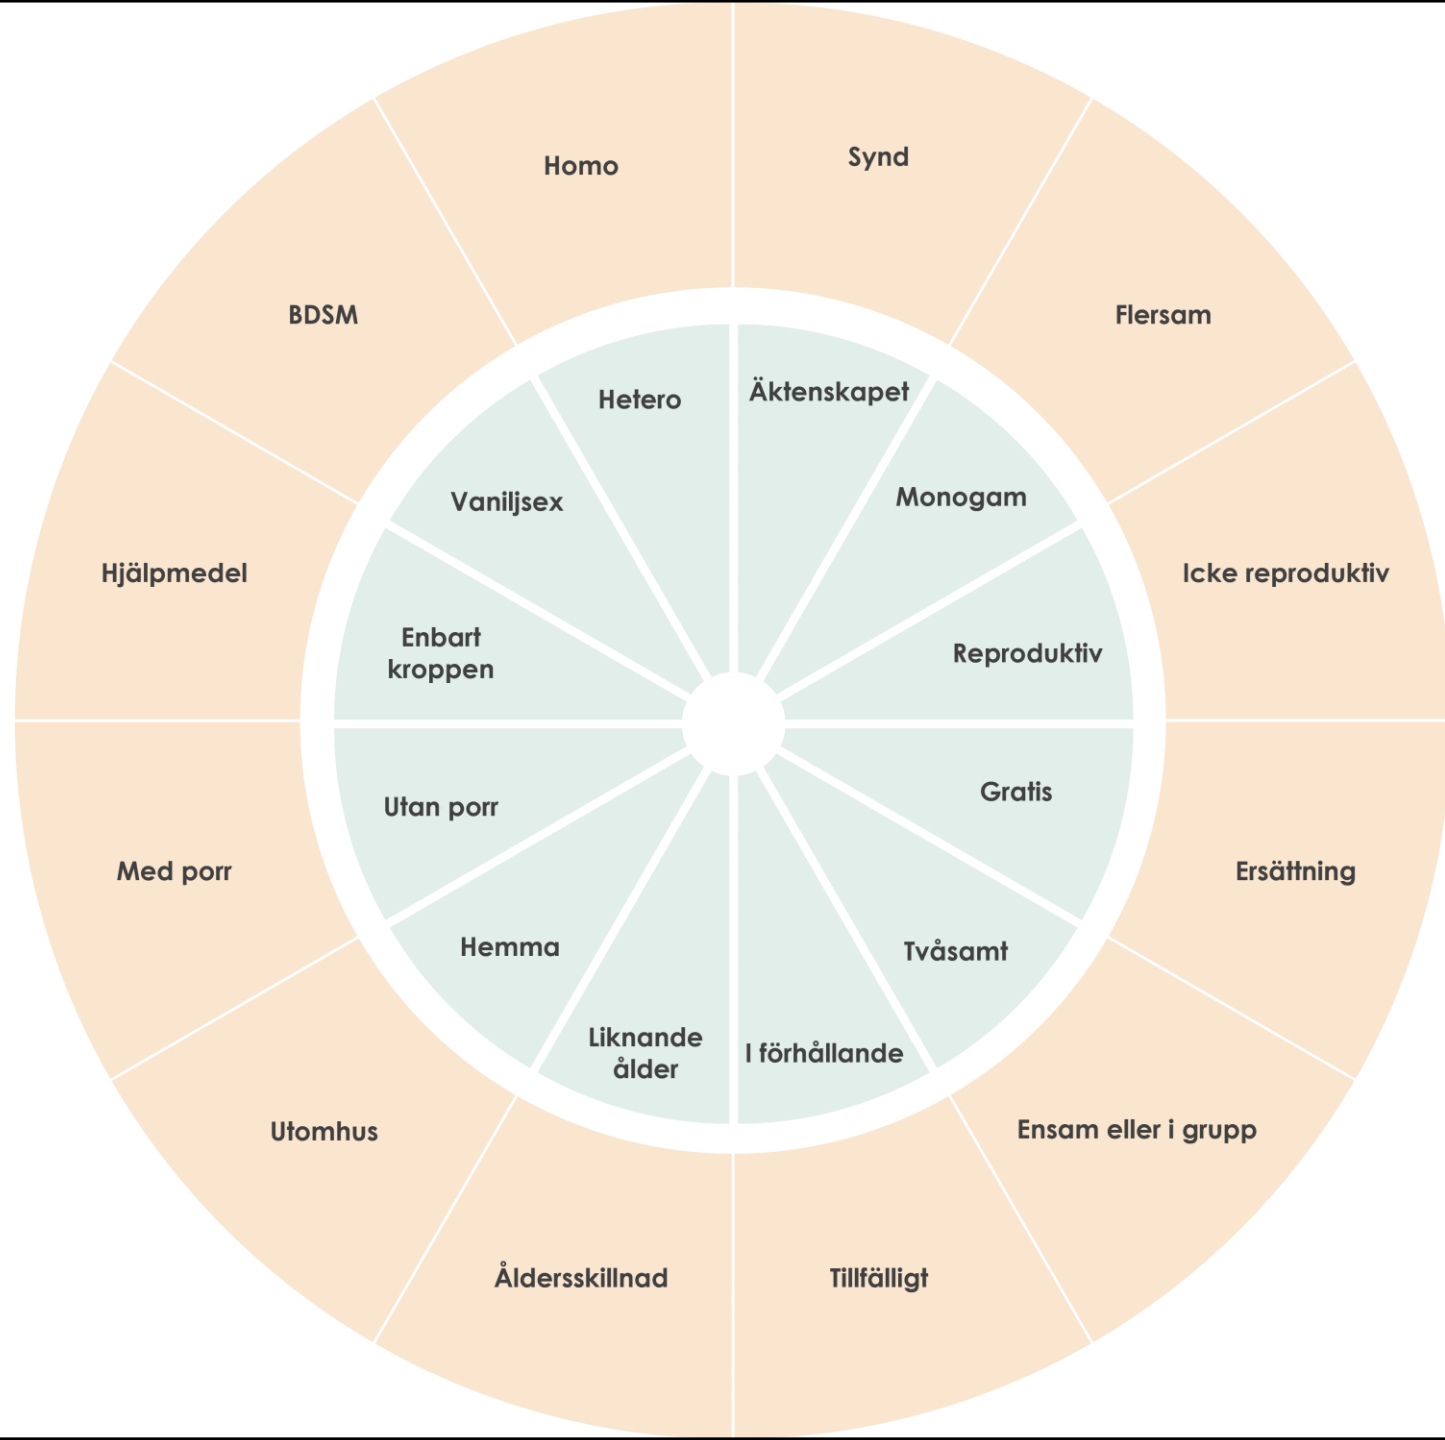 Synd
Homo
Flersam
BDSM
Äktenskapet
Hetero
Monogam
Vaniljsex
Icke reproduktiv
Hjälpmedel
Enbart
kroppen
Reproduktiv
Gratis
Utan porr
Med porr
Ersättning
Hemma
Tvåsamt
Liknande
ålder
I förhållande
Ensam eller i grupp
Utomhus
Åldersskillnad
Tillfälligt